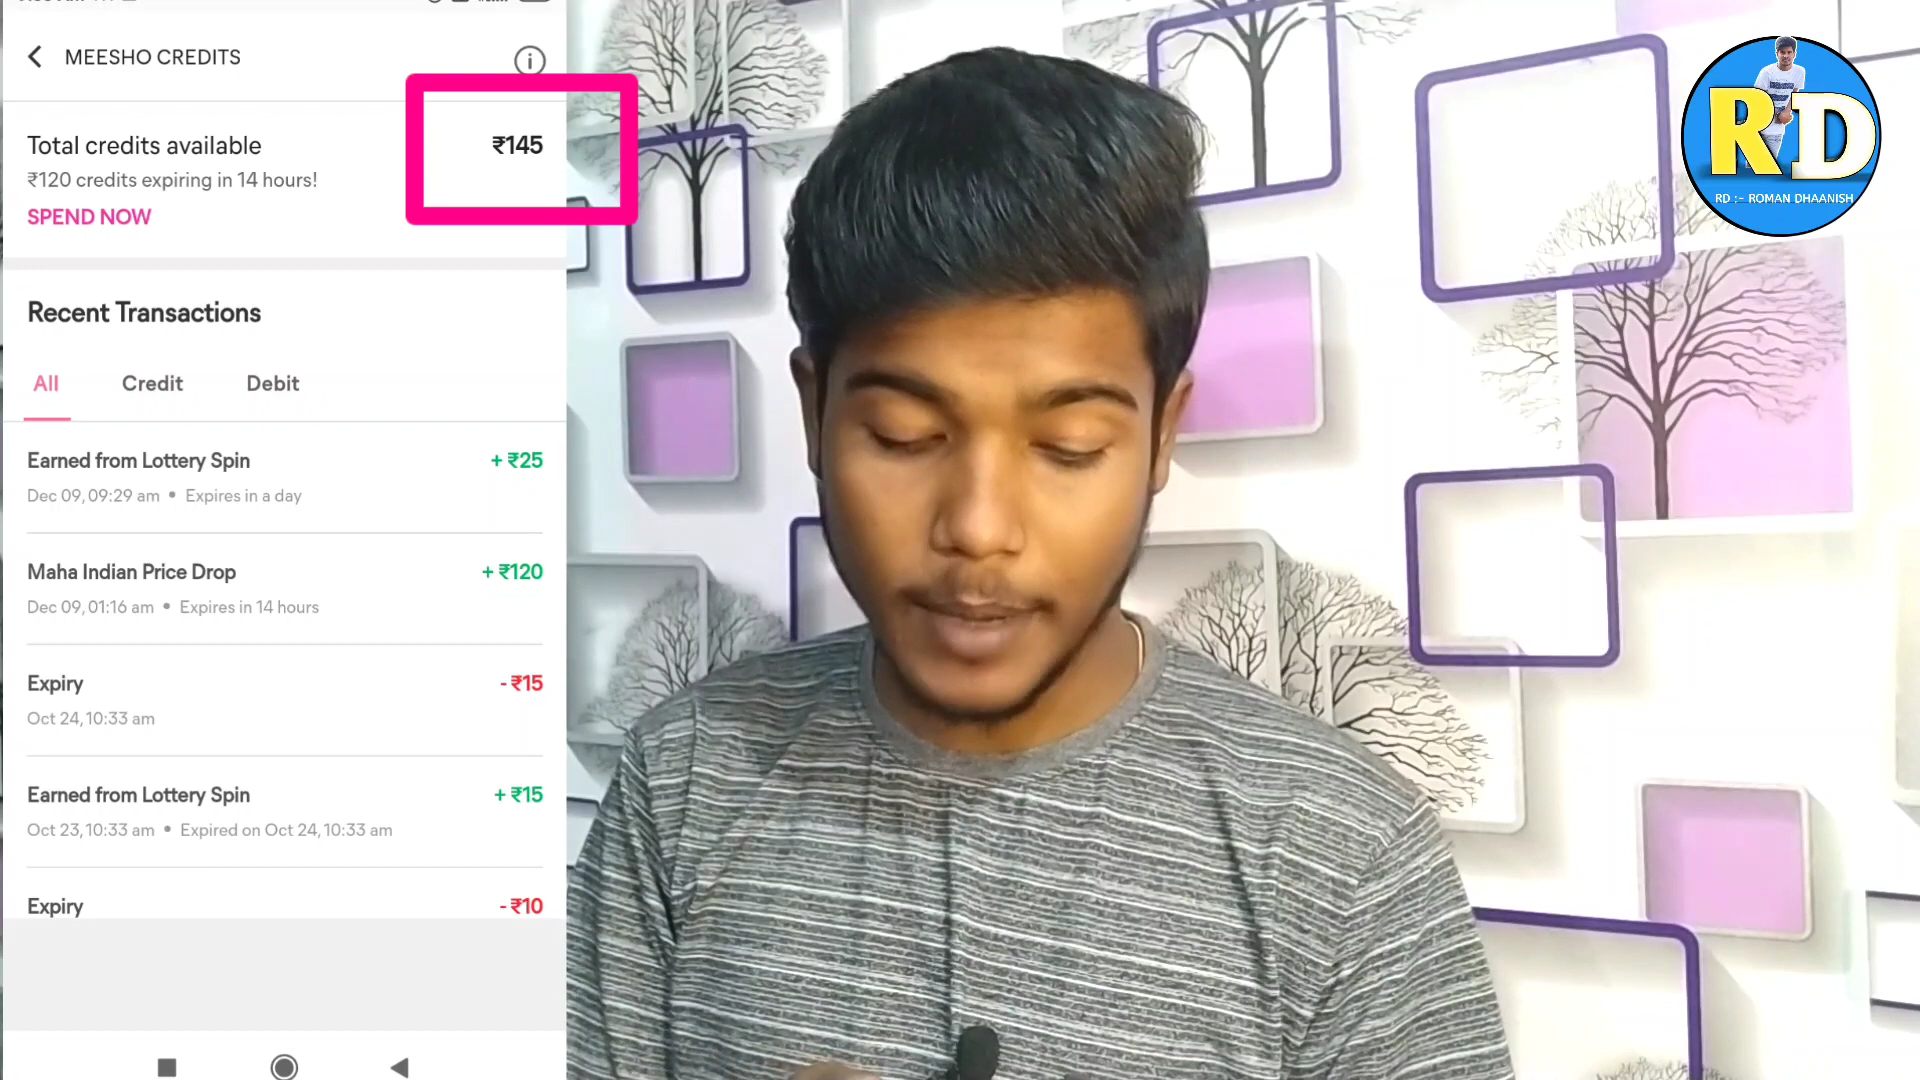 MEESHO CREDITS
Total credits available ₹145
₹120 credits expiring in 14 hours!
SPEND NOW
Recent Transactions
All Credit Debit
Earned from Lottery Spin + ₹25
Dec 09, 09:29 am • Expires in a day
Maha Indian Price Drop + ₹120
Dec 09, 01:16 am • Expires in 14 hours
Expiry - ₹15
Oct 24, 10:33 am
Earned from Lottery Spin + ₹15
Oct 23, 10:33 am • Expired on Oct 24, 10:33 am
Expiry - ₹10
RD
RD :- ROMAN DHAANISH